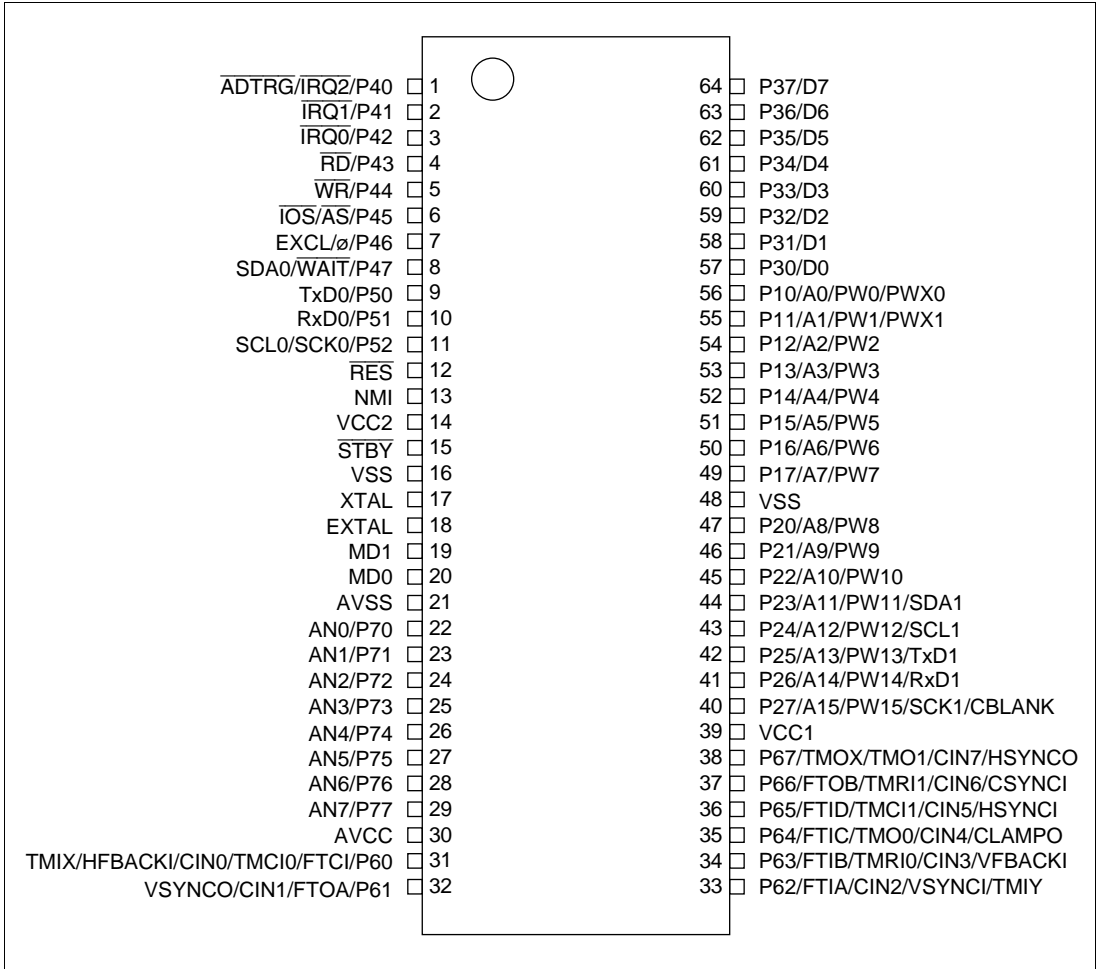 A̅D̅T̅R̅G̅/I̅R̅Q̅2̅/P40 1 64 P37/D7
I̅R̅Q̅1̅/P41 2 63 P36/D6
I̅R̅Q̅0̅/P42 3 62 P35/D5
R̅D̅/P43 4 61 P34/D4
W̅R̅/P44 5 60 P33/D3
I̅O̅S̅/A̅S̅/P45 6 59 P32/D2
EXCL/ø/P46 7 58 P31/D1
SDA0/W̅A̅I̅T̅/P47 8 57 P30/D0
TxD0/P50 9 56 P10/A0/PW0/PWX0
RxD0/P51 10 55 P11/A1/PW1/PWX1
SCL0/SCK0/P52 11 54 P12/A2/PW2
R̅E̅S̅ 12 53 P13/A3/PW3
NMI 13 52 P14/A4/PW4
VCC2 14 51 P15/A5/PW5
S̅T̅B̅Y̅ 15 50 P16/A6/PW6
VSS 16 49 P17/A7/PW7
XTAL 17 48 VSS
EXTAL 18 47 P20/A8/PW8
MD1 19 46 P21/A9/PW9
MD0 20 45 P22/A10/PW10
AVSS 21 44 P23/A11/PW11/SDA1
AN0/P70 22 43 P24/A12/PW12/SCL1
AN1/P71 23 42 P25/A13/PW13/TxD1
AN2/P72 24 41 P26/A14/PW14/RxD1
AN3/P73 25 40 P27/A15/PW15/SCK1/CBLANK
AN4/P74 26 39 VCC1
AN5/P75 27 38 P67/TMOX/TMO1/CIN7/HSYNCO
AN6/P76 28 37 P66/FTOB/TMRI1/CIN6/CSYNCI
AN7/P77 29 36 P65/FTID/TMCI1/CIN5/HSYNCI
AVCC 30 35 P64/FTIC/TMO0/CIN4/CLAMPO
TMIX/HFBACKI/CIN0/TMCI0/FTCI/P60 31 34 P63/FTIB/TMRI0/CIN3/VFBACKI
VSYNCO/CIN1/FTOA/P61 32 33 P62/FTIA/CIN2/VSYNCI/TMIY